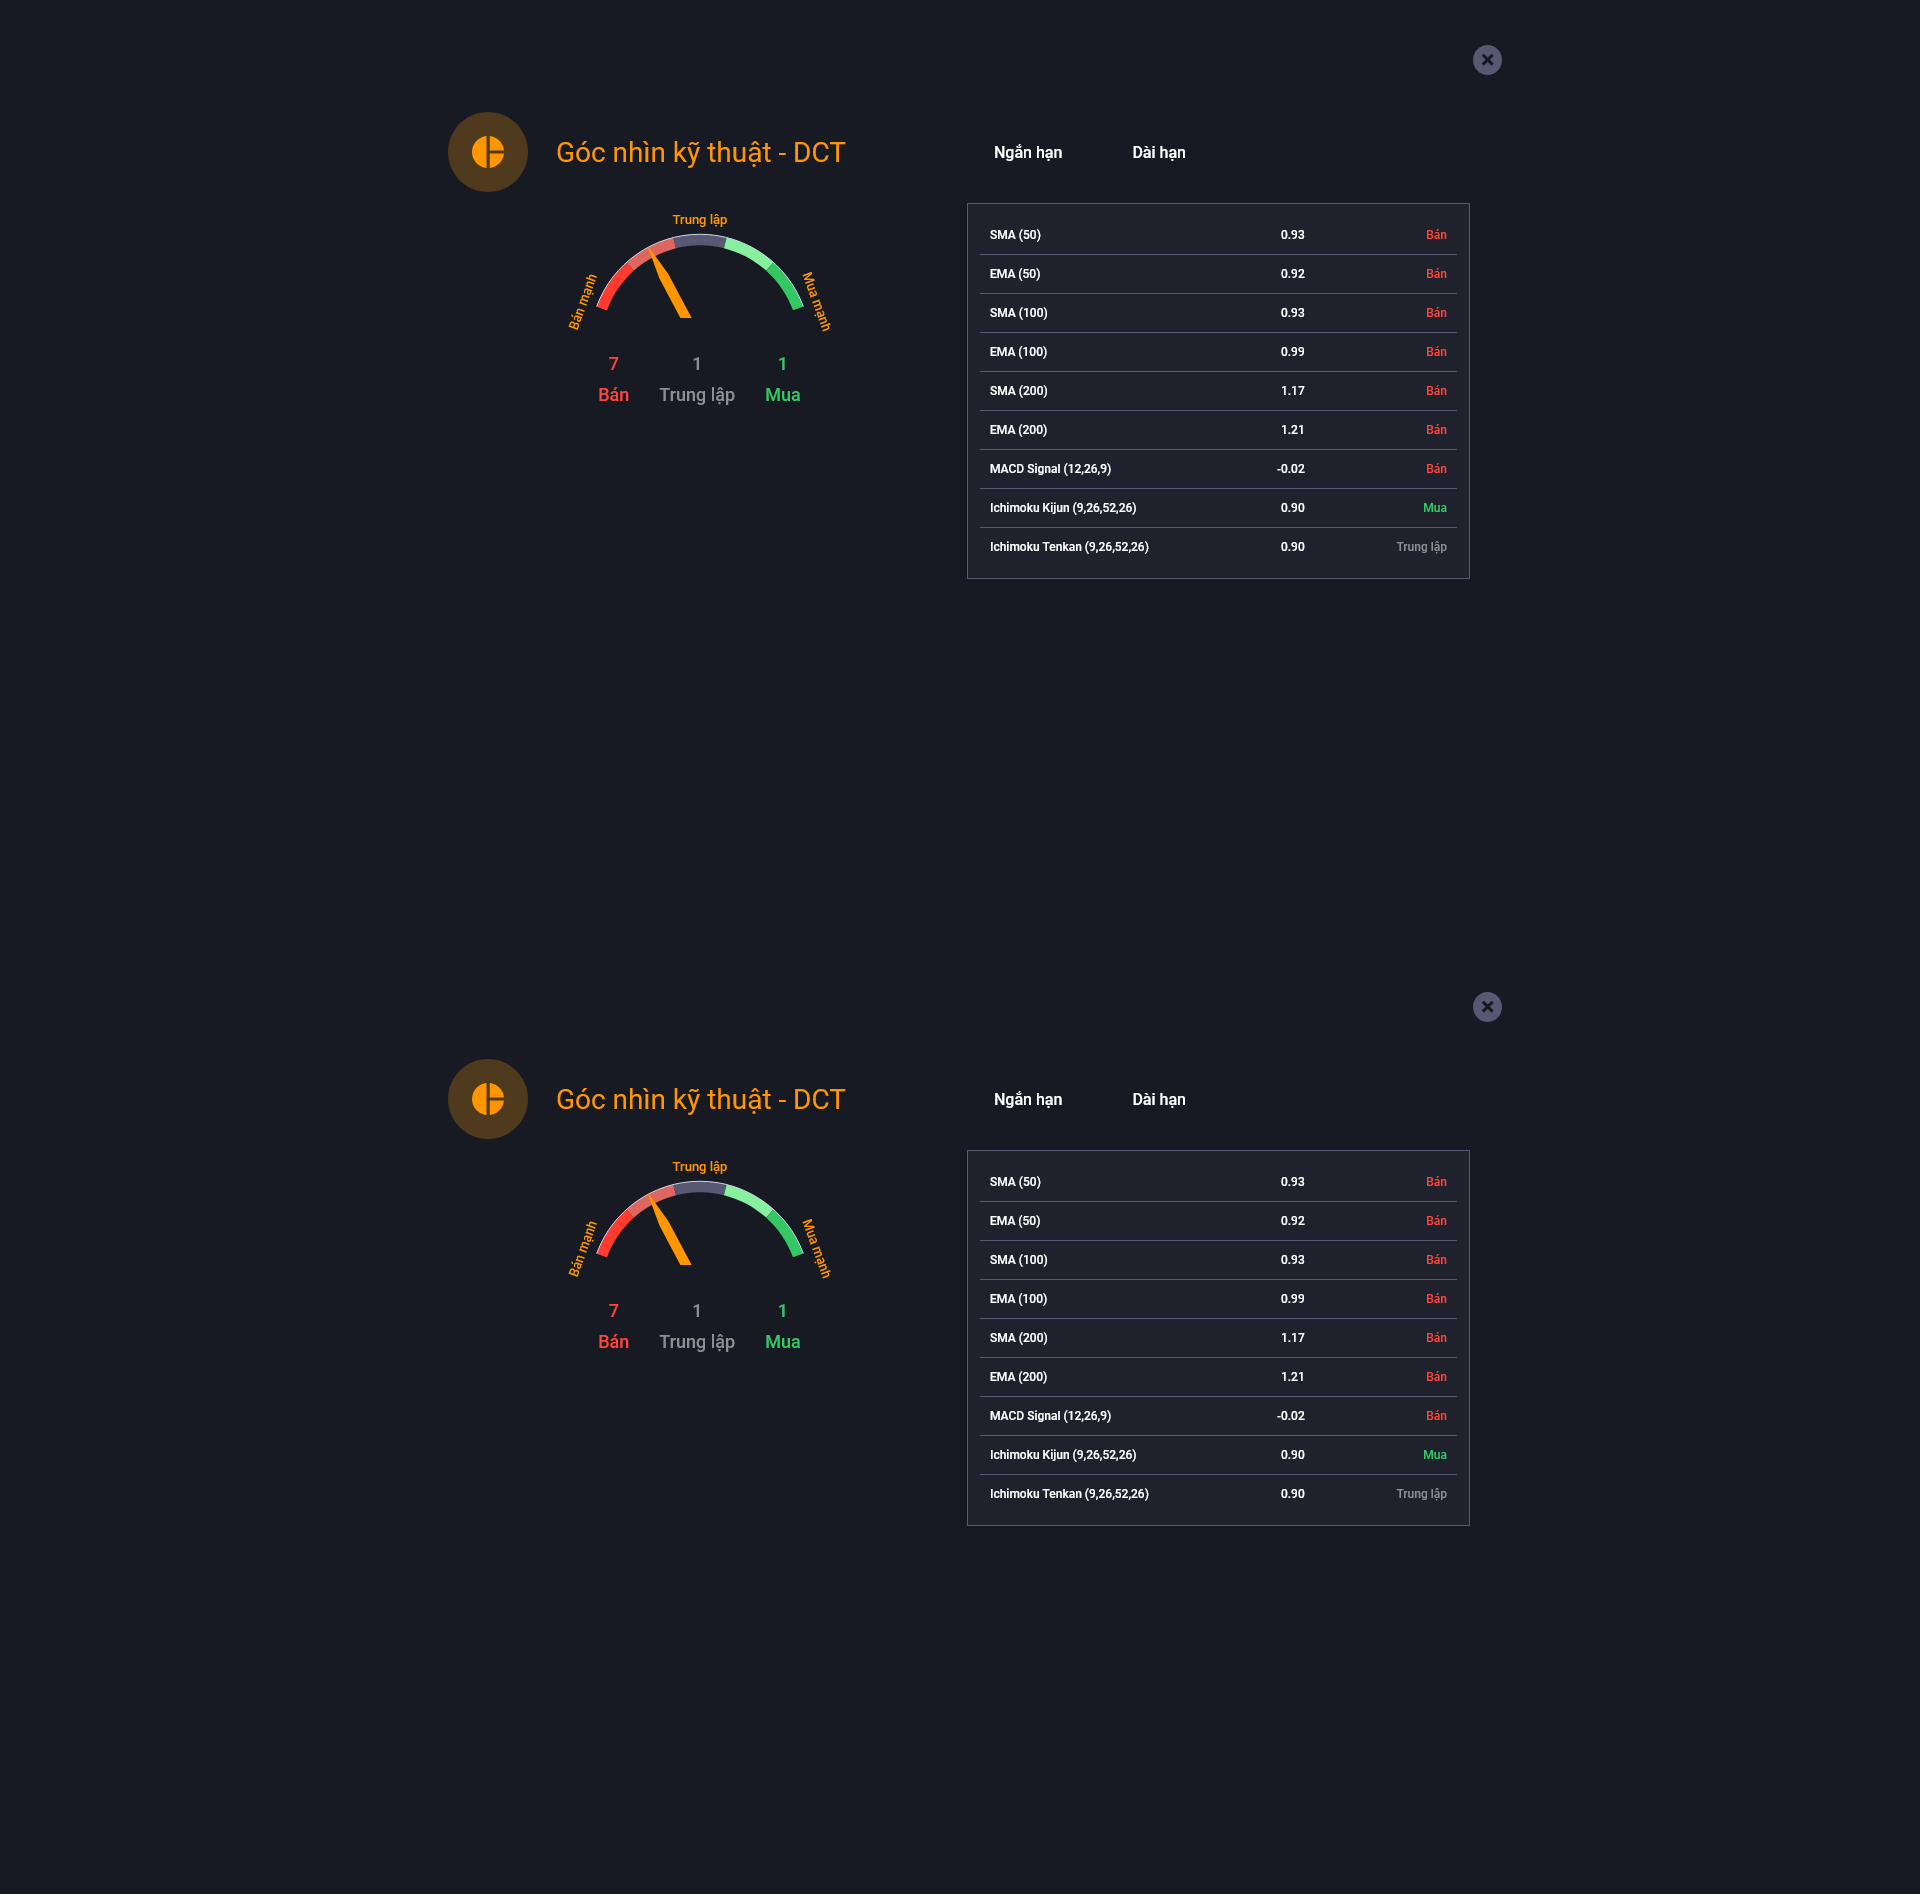 Góc nhìn kỹ thuật - DCT
Ngắn hạn Dài hạn
Trung lập
Bán mạnh
Mua mạnh
7 1 1
Bán Trung lập Mua
SMA (50) 0.93 Bán
EMA (50) 0.92 Bán
SMA (100) 0.93 Bán
EMA (100) 0.99 Bán
SMA (200) 1.17 Bán
EMA (200) 1.21 Bán
MACD Signal (12,26,9) -0.02 Bán
Ichimoku Kijun (9,26,52,26) 0.90 Mua
Ichimoku Tenkan (9,26,52,26) 0.90 Trung lập
Góc nhìn kỹ thuật - DCT
Ngắn hạn Dài hạn
Trung lập
Bán mạnh
Mua mạnh
7 1 1
Bán Trung lập Mua
SMA (50) 0.93 Bán
EMA (50) 0.92 Bán
SMA (100) 0.93 Bán
EMA (100) 0.99 Bán
SMA (200) 1.17 Bán
EMA (200) 1.21 Bán
MACD Signal (12,26,9) -0.02 Bán
Ichimoku Kijun (9,26,52,26) 0.90 Mua
Ichimoku Tenkan (9,26,52,26) 0.90 Trung lập